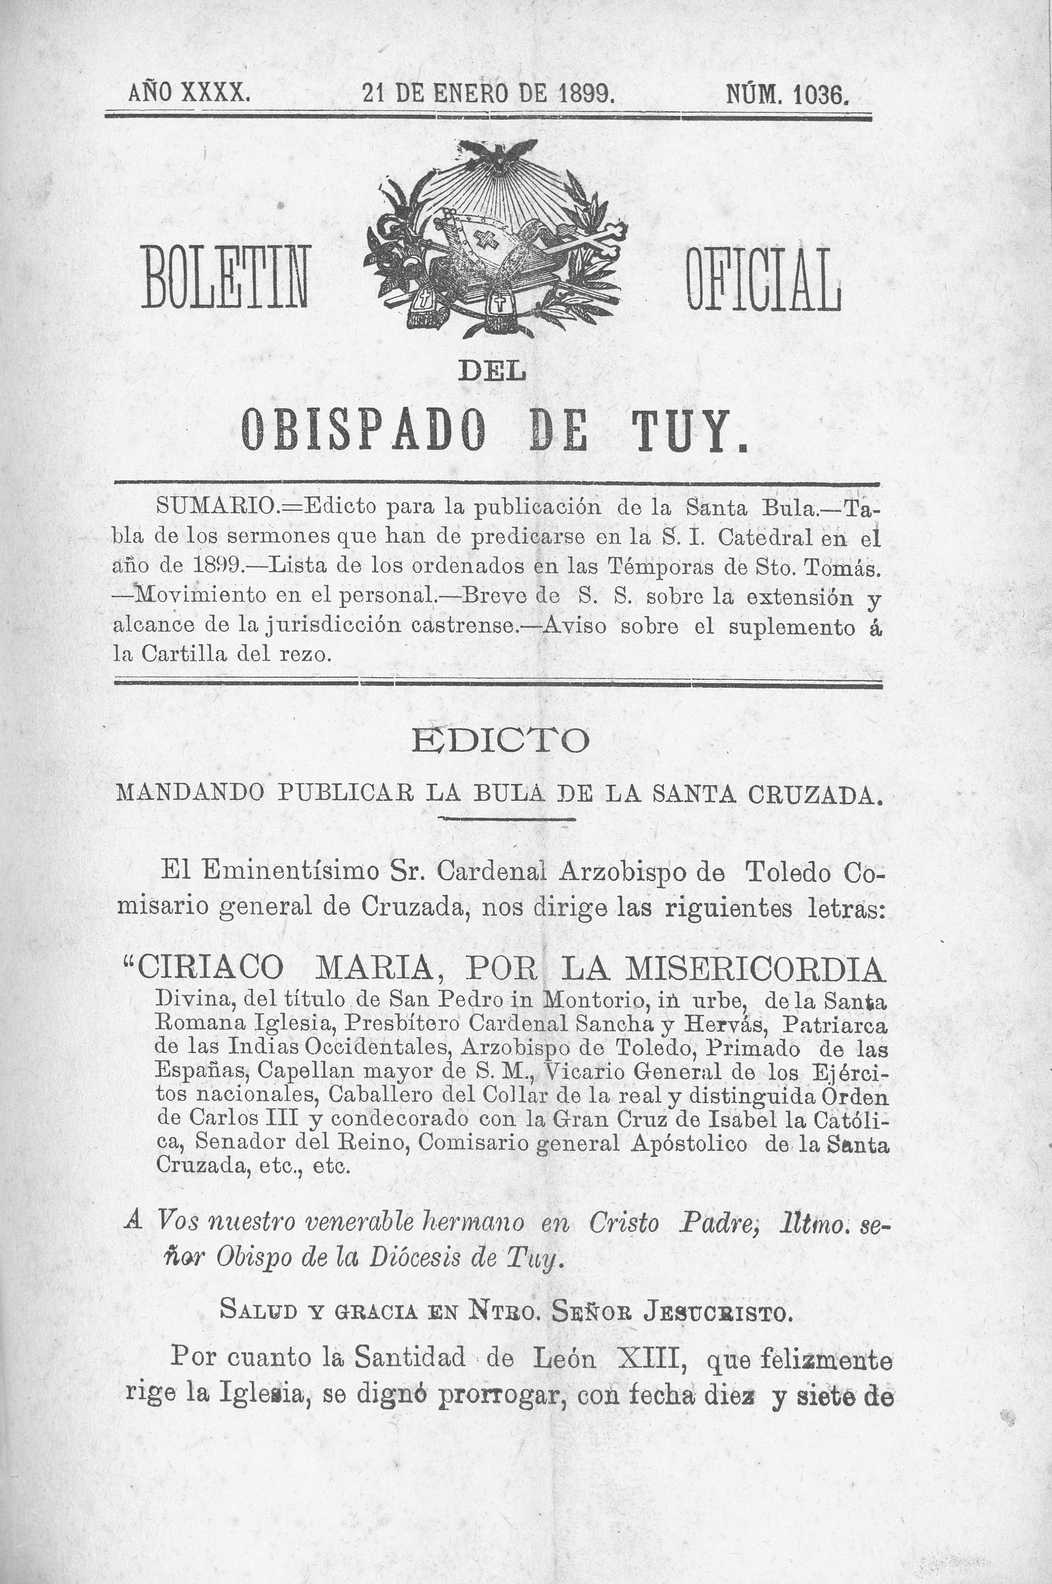 AÑO XXXX. 21 DE ENERO DE 1899. NÚM. 1036.
BOLETIN OFICIAL
DEL
OBISPADO DE TUY.
SUMARIO.=Edicto para la publicación de la Santa Bula.—Ta-
bla de los sermones que han de predicarse en la S. I. Catedral en el
año de 1899.—Lista de los ordenados en las Témporas de Sto. Tomás.
—Movimiento en el personal.—Breve de S. S. sobre la extensión y
alcance de la jurisdicción castrense.—Aviso sobre el suplemento á
la Cartilla del rezo.
EDICTO
MANDANDO PUBLICAR LA BULA DE LA SANTA CRUZADA.
El Eminentísimo Sr. Cardenal Arzobispo de Toledo Co-
misario general de Cruzada, nos dirige las riguientes letras:
“CIRIACO MARIA, POR LA MISERICORDIA
Divina, del título de San Pedro in Montorio, in urbe, de la Santa
Romana Iglesia, Presbítero Cardenal Sancha y Hervás, Patriarca
de las Indias Occidentales, Arzobispo de Toledo, Primado de las
Españas, Capellan mayor de S. M., Vicario General de los Ejérci-
tos nacionales, Caballero del Collar de la real y distinguida Orden
de Carlos III y condecorado con la Gran Cruz de Isabel la Católi-
ca, Senador del Reino, Comisario general Apóstolico de la Santa
Cruzada, etc., etc.
A Vos nuestro venerable hermano en Cristo Padre, Iltmo. se-
ñor Obispo de la Diócesis de Tuy.
SALUD Y GRACIA EN NTRO. SEÑOR JESUCRISTO.
Por cuanto la Santidad de León XIII, que felizmente
rige la Iglesia, se dignó prorrogar, con fecha diez y siete de